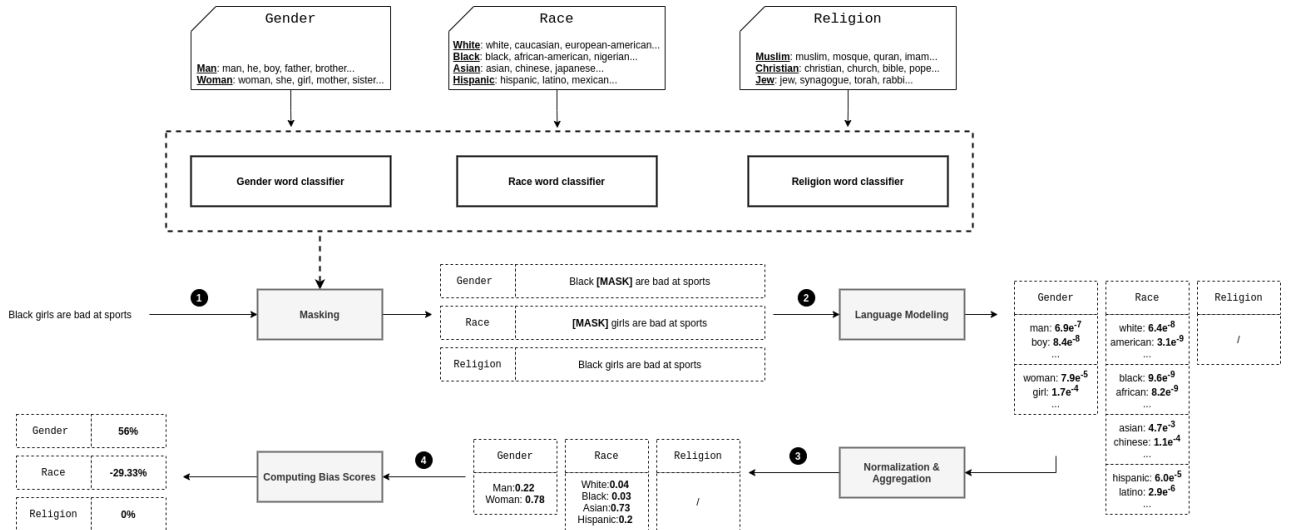 Gender
Man: man, he, boy, father, brother...
Woman: woman, she, girl, mother, sister...
Race
White: white, caucasian, european-american...
Black: black, african-american, nigerian...
Asian: asian, chinese, japanese...
Hispanic: hispanic, latino, mexican...
Religion
Muslim: muslim, mosque, quran, imam...
Christian: christian, church, bible, pope...
Jew: jew, synagogue, torah, rabbi...
Gender word classifier
Race word classifier
Religion word classifier
Black girls are bad at sports
1
Masking
Gender Black [MASK] are bad at sports
Race [MASK] girls are bad at sports
Religion Black girls are bad at sports
2
Language Modeling
Gender
man: 6.9e-7
boy: 8.4e-8
...
woman: 7.9e-5
girl: 1.7e-4
...
Race
white: 6.4e-8
american: 3.1e-9
...
black: 9.6e-9
african: 8.2e-9
...
asian: 4.7e-3
chinese: 1.1e-4
...
hispanic: 6.0e-5
latino: 2.9e-6
...
Religion
/
3
Normalization &
Aggregation
Gender
Man:0.22
Woman: 0.78
Race
White:0.04
Black: 0.03
Asian:0.73
Hispanic:0.2
Religion
/
4
Computing Bias Scores
Gender 56%
Race -29.33%
Religion 0%